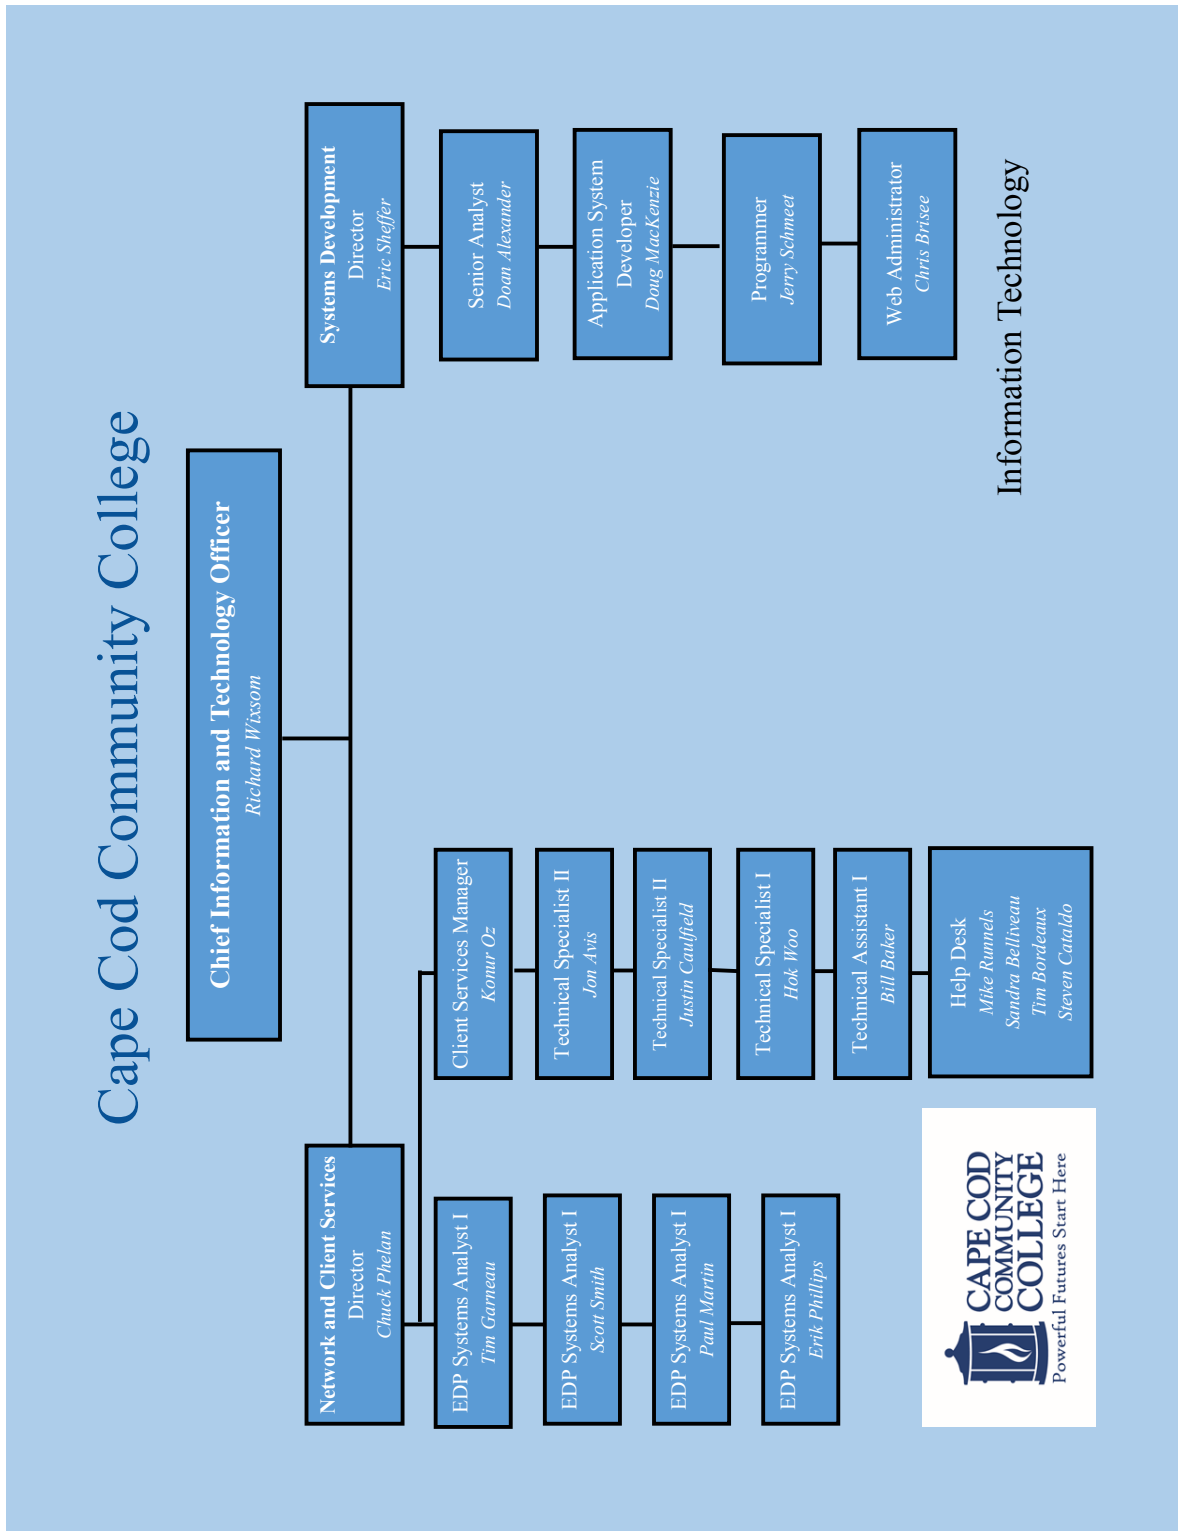 Cape Cod Community College
Chief Information and Technology Officer
Richard Wixsom
Network and Client Services
Director
Chuck Phelan
EDP Systems Analyst I
Tim Garneau
EDP Systems Analyst I
Scott Smith
EDP Systems Analyst I
Paul Martin
EDP Systems Analyst I
Erik Phillips
Client Services Manager
Konur Oz
Technical Specialist II
Jon Avis
Technical Specialist II
Justin Caulfield
Technical Specialist I
Hok Woo
Technical Assistant I
Bill Baker
Help Desk
Mike Runnels
Sandra Belliveau
Tim Bordeaux
Steven Cataldo
Systems Development
Director
Eric Sheffer
Senior Analyst
Doan Alexander
Application System
Developer
Doug MacKenzie
Programmer
Jerry Schmeet
Web Administrator
Chris Brisee
CAPE COD
COMMUNITY
COLLEGE
Powerful Futures Start Here
Information Technology